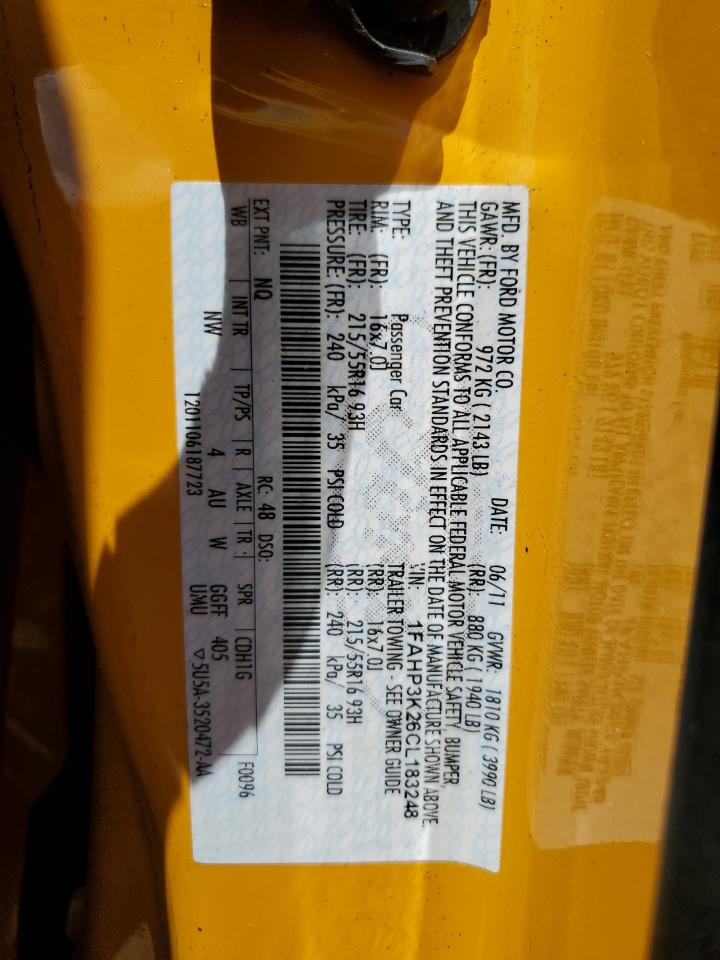 MFD. BY FORD MOTOR CO.
DATE: 06/11 GVWR: 1810 KG ( 3990 LB)
GAWR: (FR): 972 KG ( 2143 LB) (RR): 880 KG ( 1940 LB)
THIS VEHICLE CONFORMS TO ALL APPLICABLE FEDERAL MOTOR VEHICLE SAFETY, BUMPER,
AND THEFT PREVENTION STANDARDS IN EFFECT ON THE DATE OF MANUFACTURE SHOWN ABOVE.
VIN: 1FAHP3K26CL183248
TYPE: Passenger Car TRAILER TOWING - SEE OWNER GUIDE
RIM: (FR): 16x7.0J (RR): 16x7.0J
TIRE: (FR): 215/55R16 93H (RR): 215/55R16 93H
PRESSURE: (FR): 240 kPa/ 35 PSI COLD (RR): 240 kPa/ 35 PSI COLD
EXT PNT: NQ RC: 48 DSO: F0096
WB INT TR TP/PS R AXLE TR SPR CDH1G
NW 4 AU W GGFF 405
UMU
1201106187723 ▽5U5A-3520472-AA